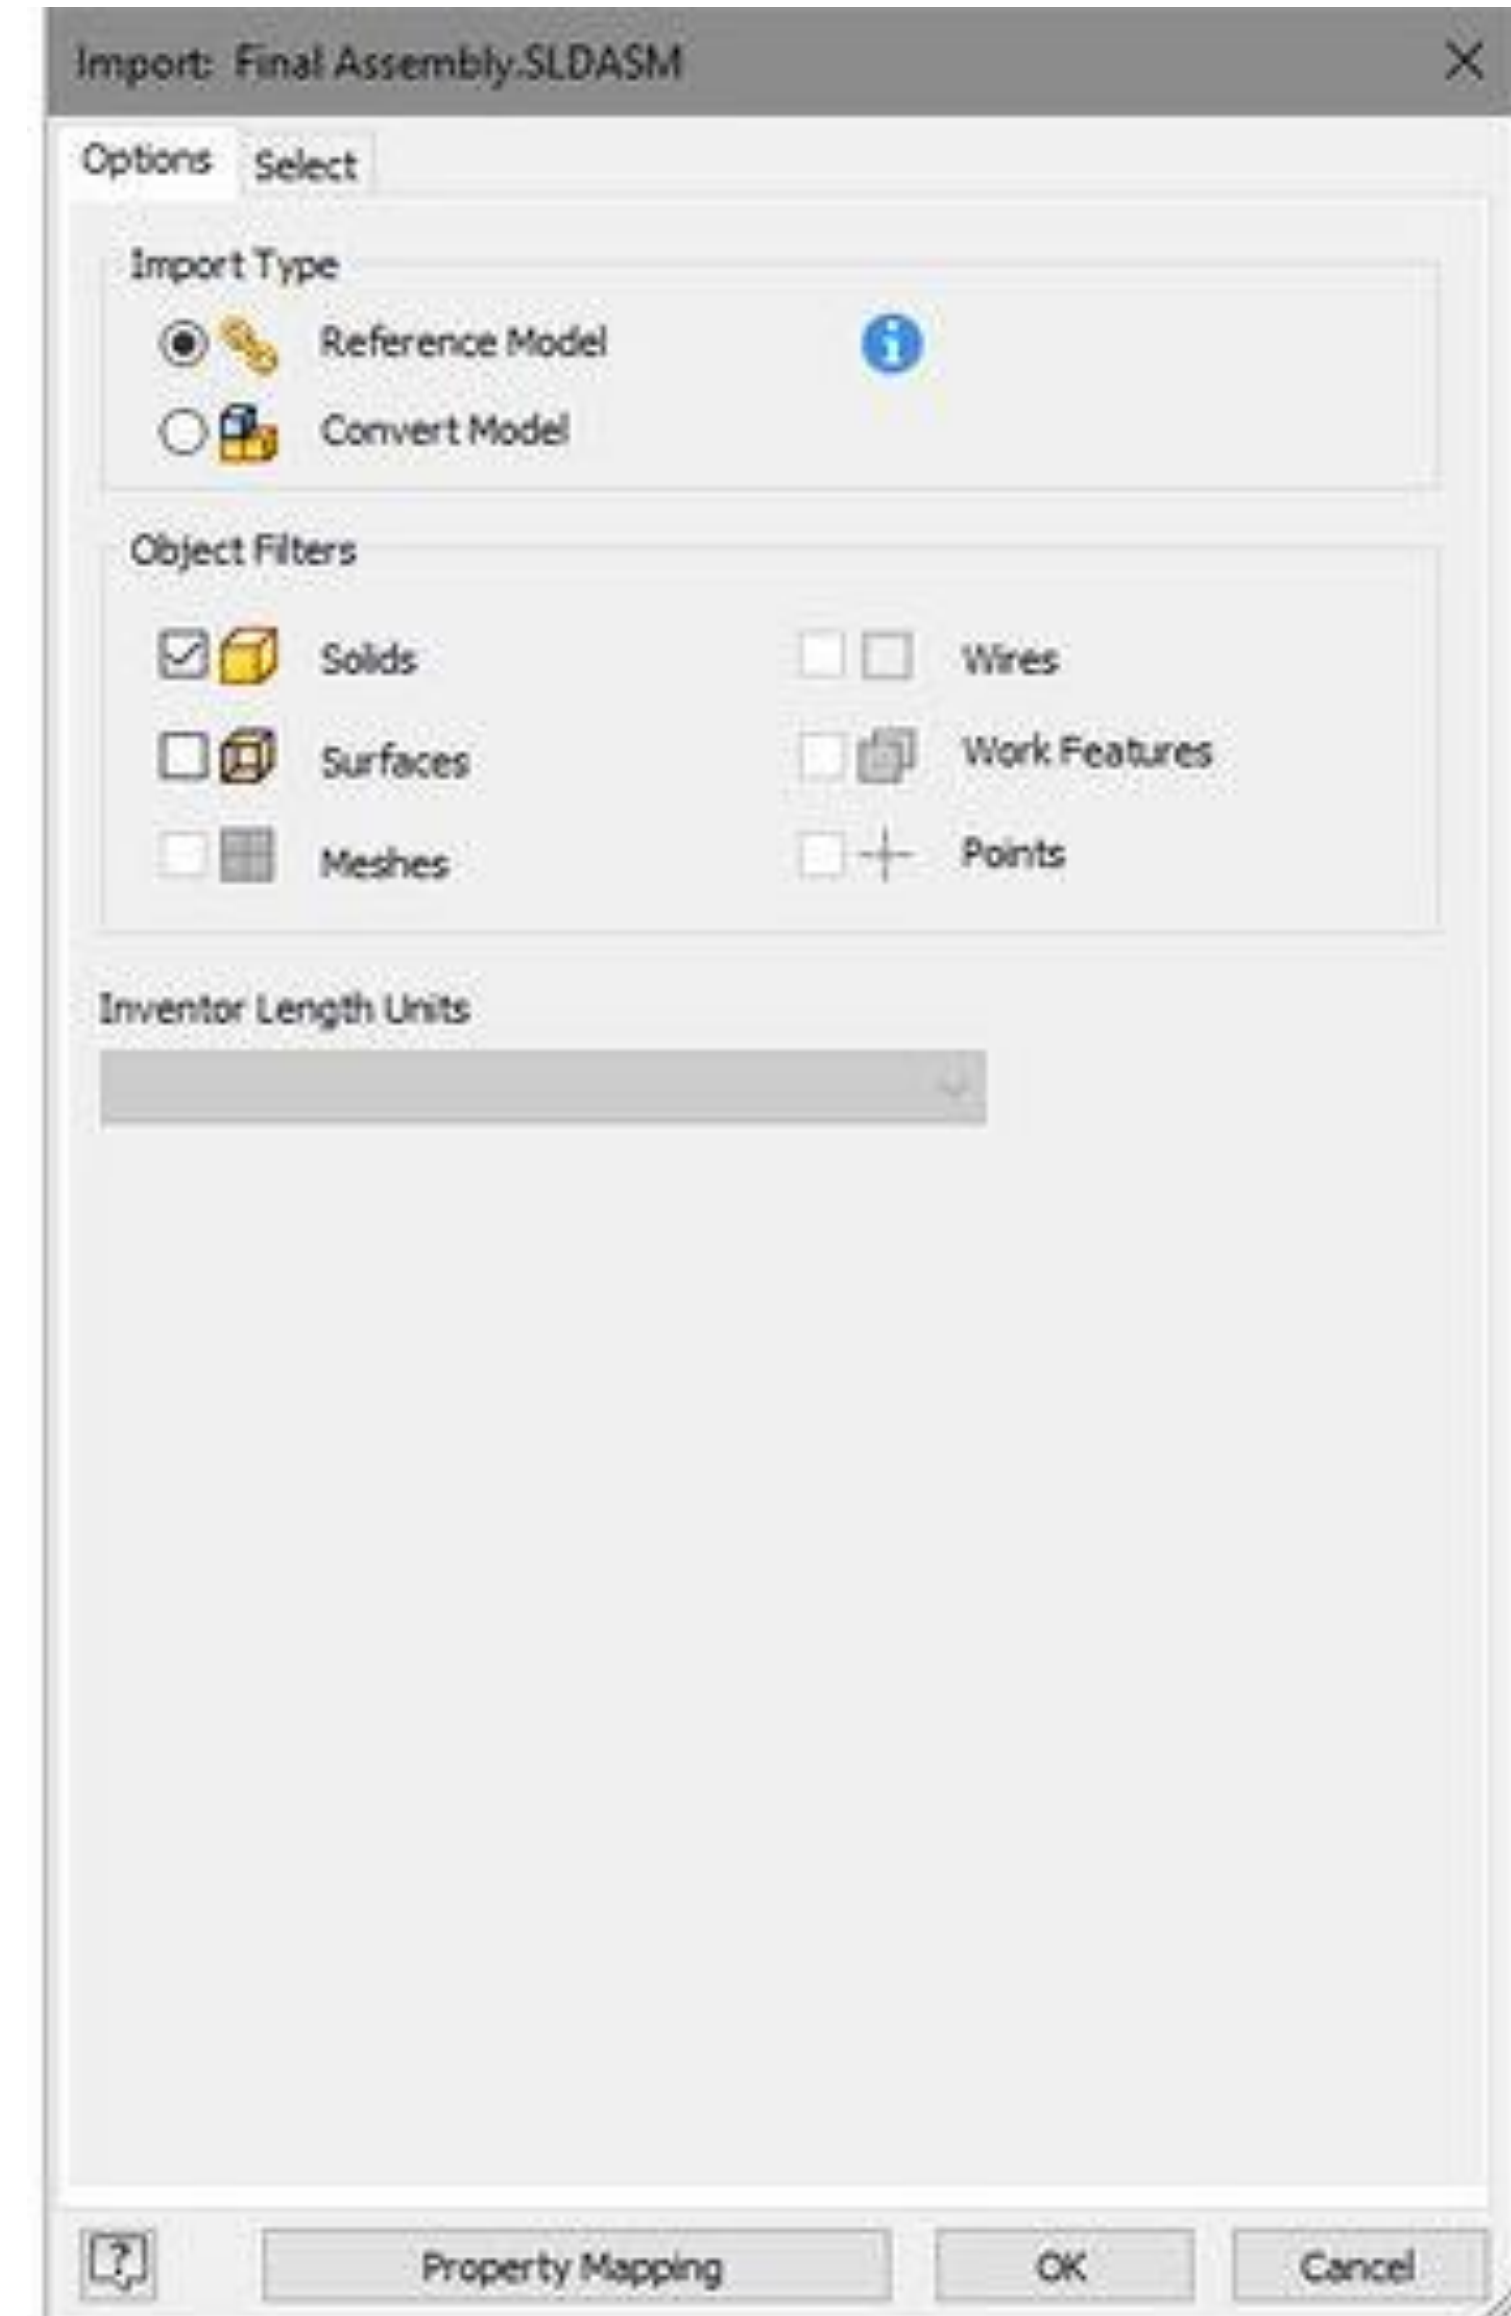 Import: Final Assembly.SLDASM
Options Select
Import Type
Reference Model
Convert Model
Object Filters
Solids Wires
Surfaces Work Features
Meshes Points
Inventor Length Units
? Property Mapping OK Cancel